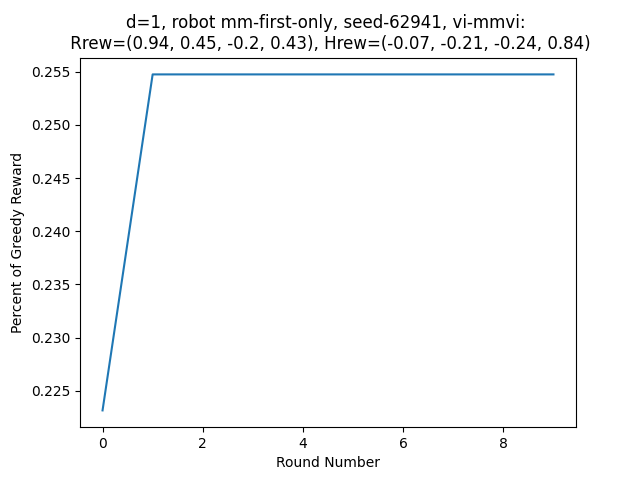 d=1, robot mm-first-only, seed-62941, vi-mmvi:
Rrew=(0.94, 0.45, -0.2, 0.43), Hrew=(-0.07, -0.21, -0.24, 0.84)
0.255
0.250
0.245
0.240
0.235
0.230
0.225
Percent of Greedy Reward
0 2 4 6 8
Round Number